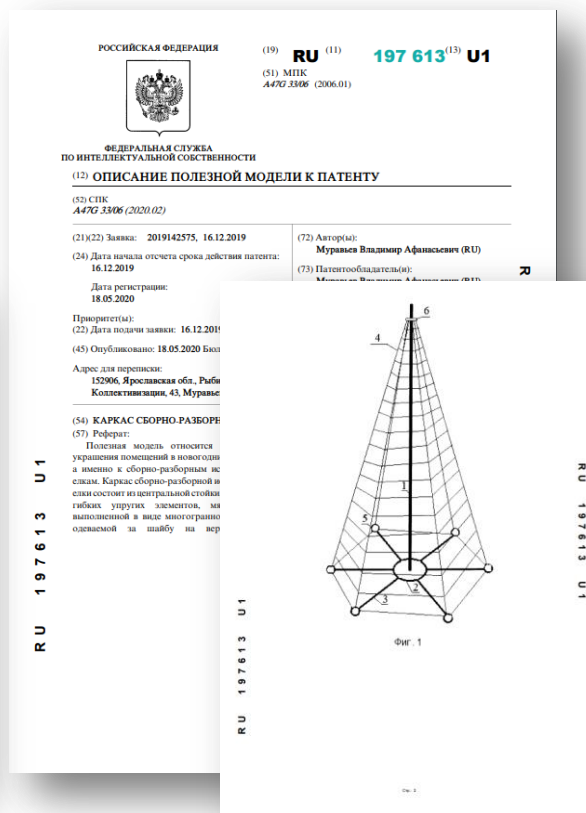 РОССИЙСКАЯ ФЕДЕРАЦИЯ
(19) RU (11) 197 613 (13) U1
(51) МПК
A47G 33/06 (2006.01)
ФЕДЕРАЛЬНАЯ СЛУЖБА
ПО ИНТЕЛЛЕКТУАЛЬНОЙ СОБСТВЕННОСТИ
(12) ОПИСАНИЕ ПОЛЕЗНОЙ МОДЕЛИ К ПАТЕНТУ
(52) СПК
A47G 33/06 (2020.02)
(21)(22) Заявка: 2019142575, 16.12.2019
(24) Дата начала отсчета срока действия патента:
16.12.2019
Дата регистрации:
18.05.2020
Приоритет(ы):
(22) Дата подачи заявки: 16.12.2019
(45) Опубликовано: 18.05.2020
Адрес для переписки:
152906, Ярославская обл.,
Коллективизации, 43,
(72) Автор(ы):
Муравьев Владимир Афанасьевич (RU)
(73) Патентообладатель(и):
Муравьев Владимир Афанасьевич (RU)
(54) КАРКАС СБОРНО-РАЗБОРН
(57) Реферат:
Полезная модель относится
украшения помещений в
а именно к сборно-разборным
елкам. Каркас сборно-разборной
елки состоит из центральной стойки
гибких упругих элементов,
выполненной в виде
одеваемой за шайбу на
RU 197613 U1
R
6
4
1
5
2
3
Фиг. 1
RU 197613 U1
RU 197613 U1
Стр. 2